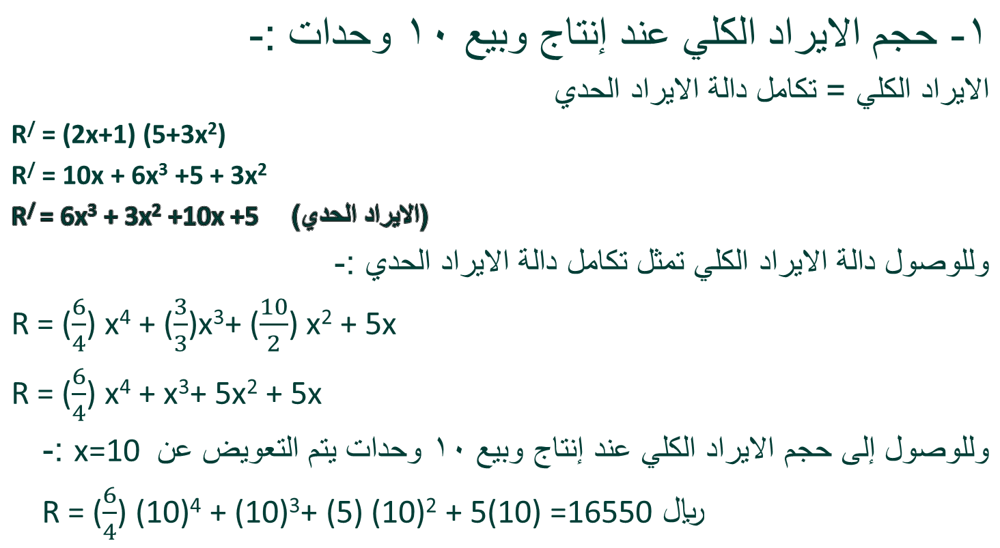 ١- حجم الايراد الكلي عند إنتاج وبيع ١٠ وحدات :-
الايراد الكلي = تكامل دالة الايراد الحدي
R/ = (2x+1) (5+3x²)
R/ = 10x + 6x³ +5 + 3x²
R/ = 6x³ + 3x² +10x +5 (الايراد الحدي)
وللوصول دالة الايراد الكلي تمثل تكامل دالة الايراد الحدي :-
R = (6/4) x⁴ + (3/3)x³+ (10/2) x² + 5x
R = (6/4) x⁴ + x³+ 5x² + 5x
وللوصول إلى حجم الايراد الكلي عند إنتاج وبيع ١٠ وحدات يتم التعويض عن x=10 :-
R = (6/4) (10)⁴ + (10)³+ (5) (10)² + 5(10) =16550 ريال